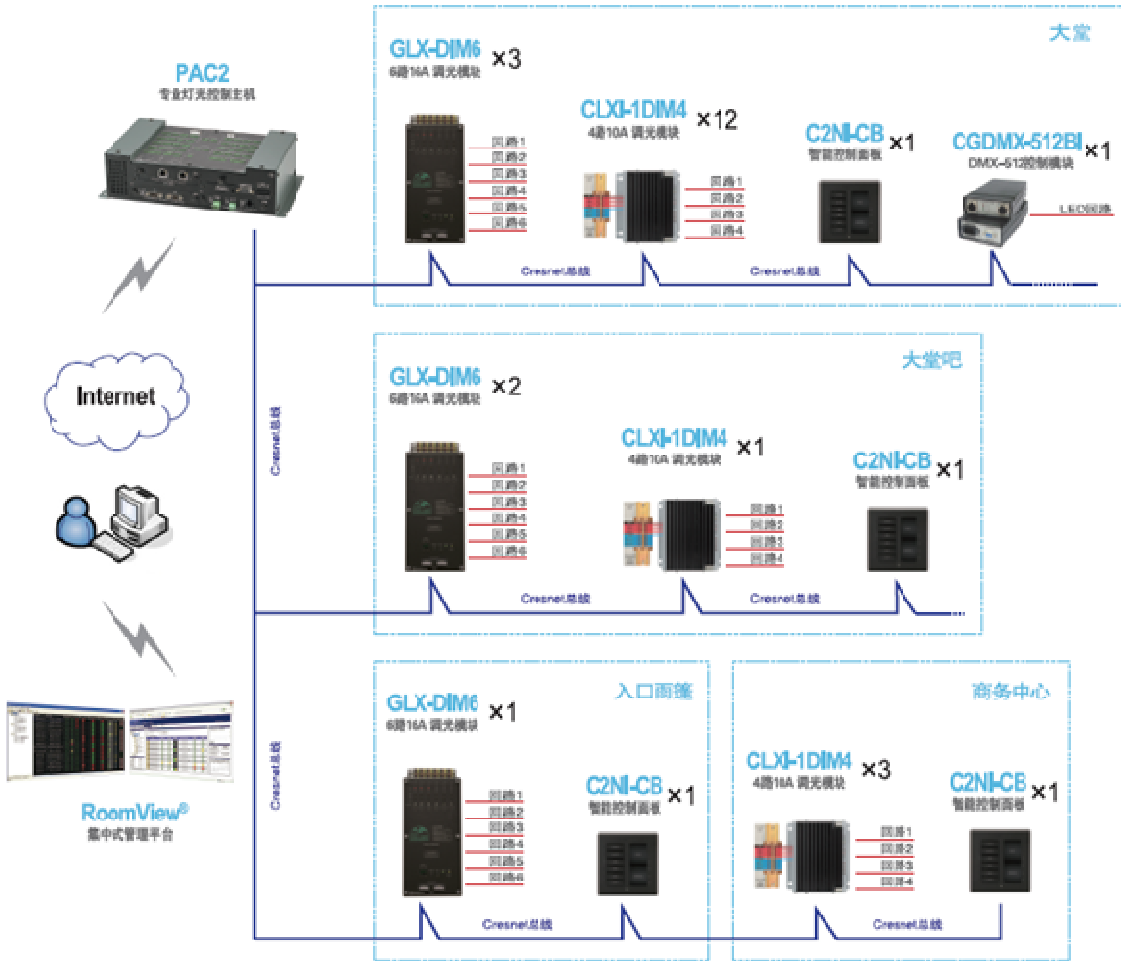 PAC2
专业灯光控制主机
大堂
GLX-DIM6 ×3
6路16A 调光模块
回路1
回路2
回路3
回路4
回路5
回路6
CLXI-1DIM4 ×12
4路10A 调光模块
回路1
回路2
回路3
回路4
C2NI-CB ×1
智能控制面板
CGDMX-512BI ×1
DMX-512控制模块
LED回路
Cresnet总线
Cresnet总线
Internet
Cresnet总线
大堂吧
GLX-DIM6 ×2
6路16A 调光模块
回路1
回路2
回路3
回路4
回路5
回路6
CLXI-1DIM4 ×1
4路10A 调光模块
回路1
回路2
回路3
回路4
C2NI-CB ×1
智能控制面板
Cresnet总线
Cresnet总线
RoomView®
集中式管理平台
Cresnet总线
入口雨篷
GLX-DIM6 ×1
6路16A 调光模块
回路1
回路2
回路3
回路4
回路5
回路6
C2NI-CB ×1
智能控制面板
Cresnet总线
商务中心
CLXI-1DIM4 ×3
4路10A 调光模块
回路1
回路2
回路3
回路4
C2NI-CB ×1
智能控制面板
Cresnet总线